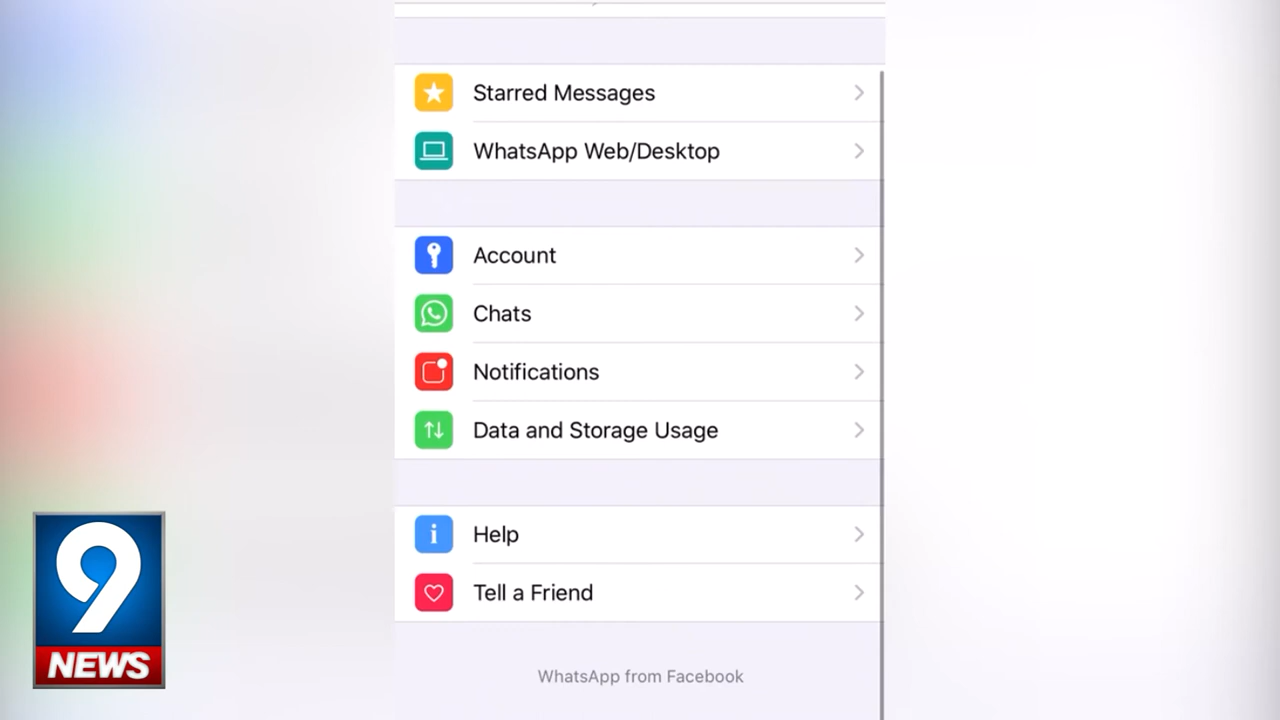 Starred Messages
WhatsApp Web/Desktop
Account
Chats
Notifications
Data and Storage Usage
i
Help
Tell a Friend
WhatsApp from Facebook
9
NEWS